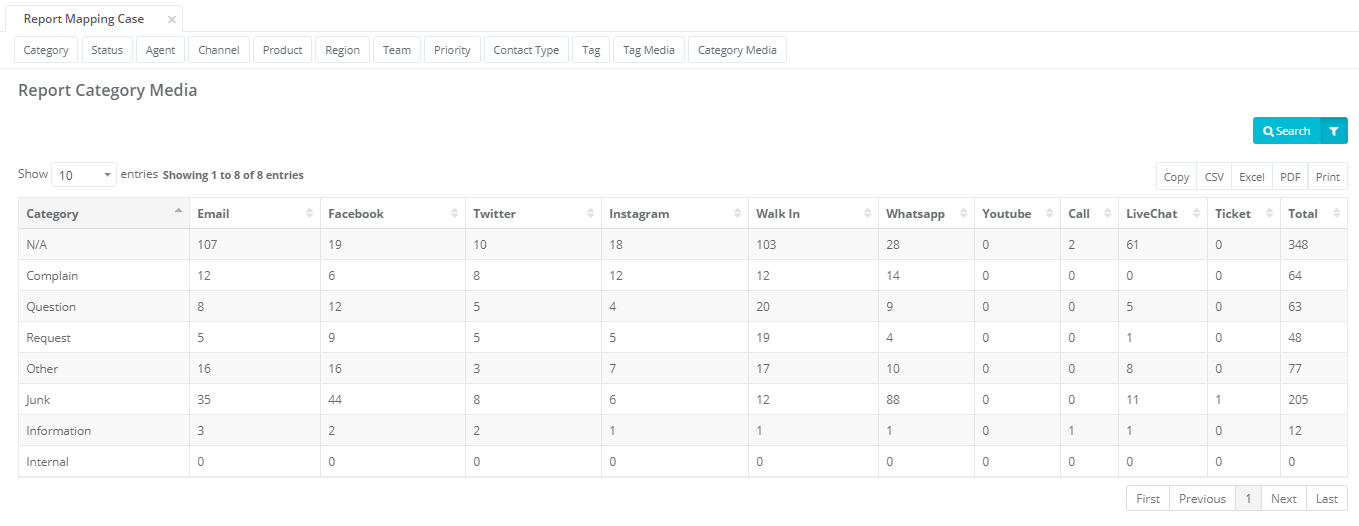 Report Mapping Case ×
Category Status Agent Channel Product Region Team Priority Contact Type Tag Tag Media Category Media
Report Category Media
Search
Show 10 entries Showing 1 to 8 of 8 entries Copy CSV Excel PDF Print
Category Email Facebook Twitter Instagram Walk In Whatsapp Youtube Call LiveChat Ticket Total
N/A 107 19 10 18 103 28 0 2 61 0 348
Complain 12 6 8 12 12 14 0 0 0 0 64
Question 8 12 5 4 20 9 0 0 5 0 63
Request 5 9 5 5 19 4 0 0 1 0 48
Other 16 16 3 7 17 10 0 0 8 0 77
Junk 35 44 8 6 12 88 0 0 11 1 205
Information 3 2 2 1 1 1 0 1 1 0 12
Internal 0 0 0 0 0 0 0 0 0 0 0
First Previous 1 Next Last